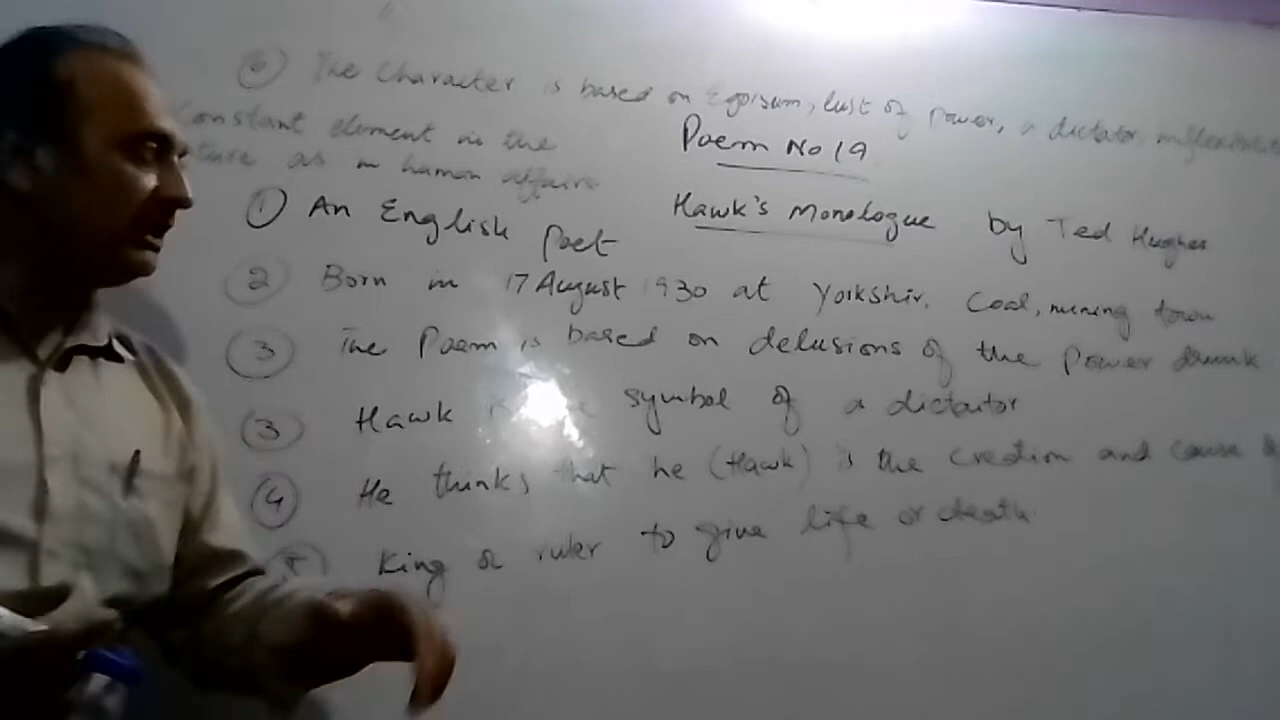 ⑥ The Character is based on Egoisum, lust of Power, a dictator,
Constant element in the
as in human affairs
Poem No 19
Hawk's Monologue by Ted Hughes
① An English Poet
② Born in 17 August 1930 at Yorkshir. Coal, mining town
③ The Poem is based on delusions of the Power drunk
③ Hawk symbol of a dictator
④ He thinks that he (Hawk) is the creation and cause of
King or ruler to give life or death